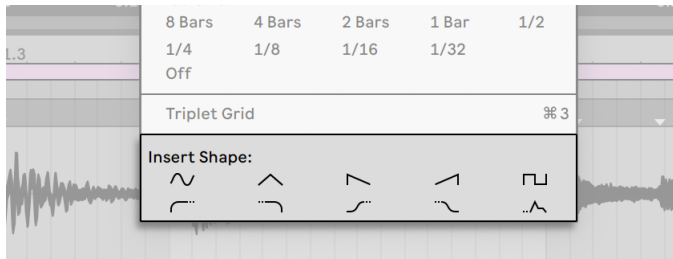 8 Bars 4 Bars 2 Bars 1 Bar 1/2
1.3
1/4 1/8 1/16 1/32
Off
Triplet Grid ⌘3
Insert Shape: